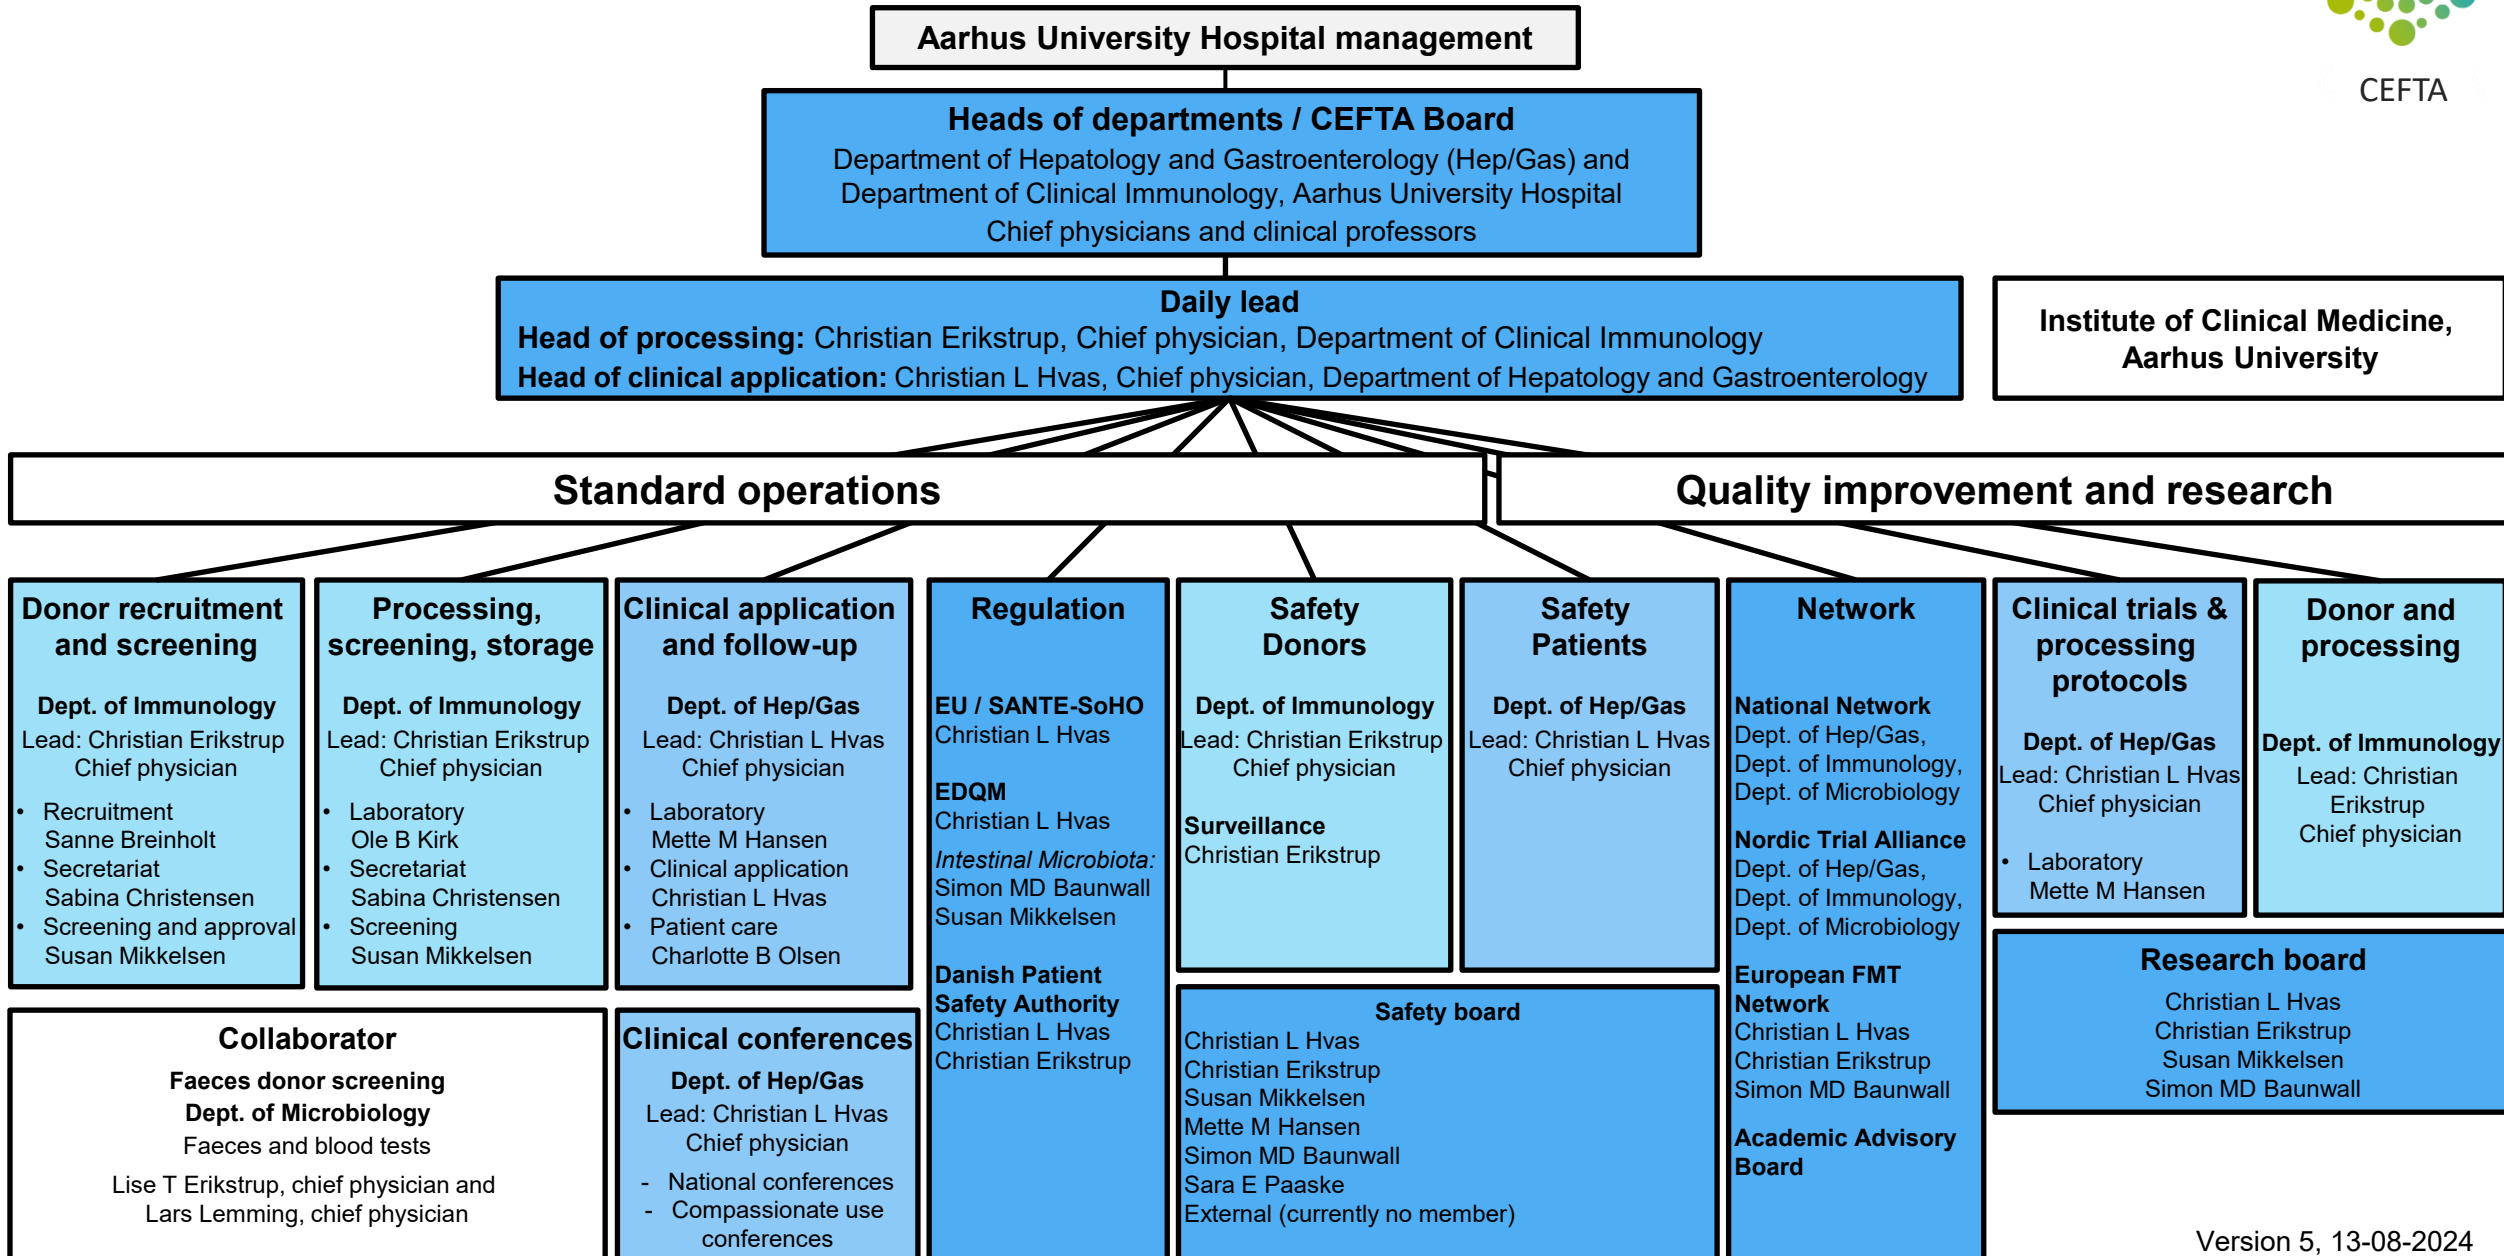 Aarhus University Hospital management
CEFTA
Heads of departments / CEFTA Board
Department of Hepatology and Gastroenterology (Hep/Gas) and
Department of Clinical Immunology, Aarhus University Hospital
Chief physicians and clinical professors
Daily lead
Head of processing: Christian Erikstrup, Chief physician, Department of Clinical Immunology
Head of clinical application: Christian L Hvas, Chief physician, Department of Hepatology and Gastroenterology
Institute of Clinical Medicine,
Aarhus University
Standard operations
Quality improvement and research
Donor recruitment
and screening
Dept. of Immunology
Lead: Christian Erikstrup
Chief physician
• Recruitment
Sanne Breinholt
• Secretariat
Sabina Christensen
• Screening and approval
Susan Mikkelsen
Processing,
screening, storage
Dept. of Immunology
Lead: Christian Erikstrup
Chief physician
• Laboratory
Ole B Kirk
• Secretariat
Sabina Christensen
• Screening
Susan Mikkelsen
Collaborator
Faeces donor screening
Dept. of Microbiology
Faeces and blood tests
Lise T Erikstrup, chief physician and
Lars Lemming, chief physician
Clinical application
and follow-up
Dept. of Hep/Gas
Lead: Christian L Hvas
Chief physician
• Laboratory
Mette M Hansen
• Clinical application
Christian L Hvas
• Patient care
Charlotte B Olsen
Clinical conferences
Dept. of Hep/Gas
Lead: Christian L Hvas
Chief physician
- National conferences
- Compassionate use
conferences
Regulation
EU / SANTE-SoHO
Christian L Hvas
EDQM
Christian L Hvas
Intestinal Microbiota:
Simon MD Baunwall
Susan Mikkelsen
Danish Patient
Safety Authority
Christian L Hvas
Christian Erikstrup
Safety
Donors
Dept. of Immunology
Lead: Christian Erikstrup
Chief physician
Surveillance
Christian Erikstrup
Safety
Patients
Dept. of Hep/Gas
Lead: Christian L Hvas
Chief physician
Safety board
Christian L Hvas
Christian Erikstrup
Susan Mikkelsen
Mette M Hansen
Simon MD Baunwall
Sara E Paaske
External (currently no member)
Network
National Network
Dept. of Hep/Gas,
Dept. of Immunology,
Dept. of Microbiology
Nordic Trial Alliance
Dept. of Hep/Gas,
Dept. of Immunology,
Dept. of Microbiology
European FMT
Network
Christian L Hvas
Christian Erikstrup
Simon MD Baunwall
Academic Advisory
Board
Clinical trials &
processing
protocols
Dept. of Hep/Gas
Lead: Christian L Hvas
Chief physician
• Laboratory
Mette M Hansen
Donor and
processing
Dept. of Immunology
Lead: Christian
Erikstrup
Chief physician
Research board
Christian L Hvas
Christian Erikstrup
Susan Mikkelsen
Simon MD Baunwall
Version 5, 13-08-2024